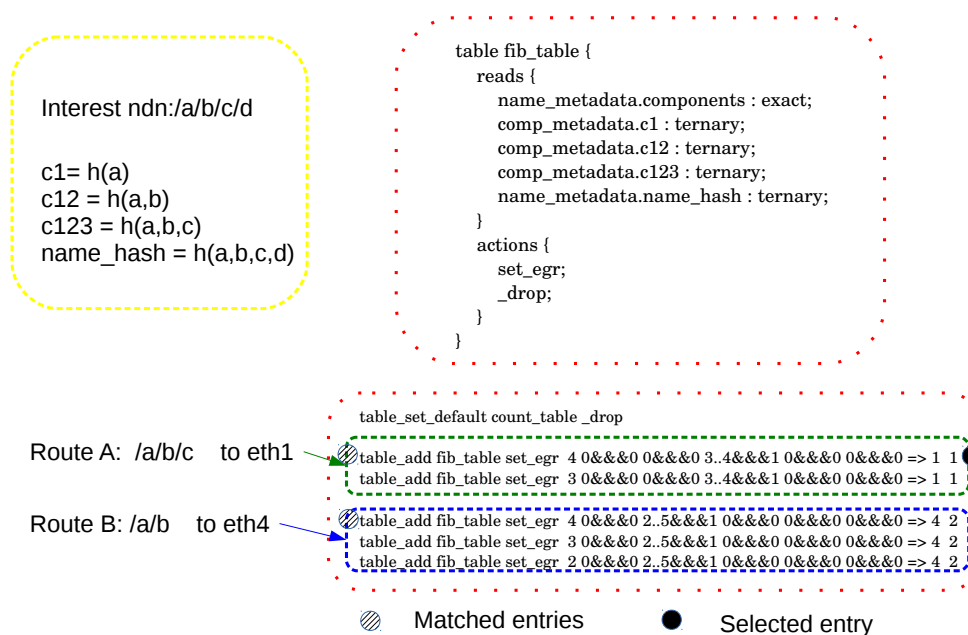 Interest ndn:/a/b/c/d
c1= h(a)
c12 = h(a,b)
c123 = h(a,b,c)
name_hash = h(a,b,c,d)
table fib_table {
reads {
name_metadata.components : exact;
comp_metadata.c1 : ternary;
comp_metadata.c12 : ternary;
comp_metadata.c123 : ternary;
name_metadata.name_hash : ternary;
}
actions {
set_egr;
_drop;
}
}
table_set_default count_table _drop
Route A: /a/b/c to eth1
table_add fib_table set_egr 4 0&&&0 0&&&0 3..4&&&1 0&&&0 0&&&0 => 1 1
table_add fib_table set_egr 3 0&&&0 0&&&0 3..4&&&1 0&&&0 0&&&0 => 1 1
Route B: /a/b to eth4
table_add fib_table set_egr 4 0&&&0 2..5&&&1 0&&&0 0&&&0 0&&&0 => 4 2
table_add fib_table set_egr 3 0&&&0 2..5&&&1 0&&&0 0&&&0 0&&&0 => 4 2
table_add fib_table set_egr 2 0&&&0 2..5&&&1 0&&&0 0&&&0 0&&&0 => 4 2
Matched entries
Selected entry